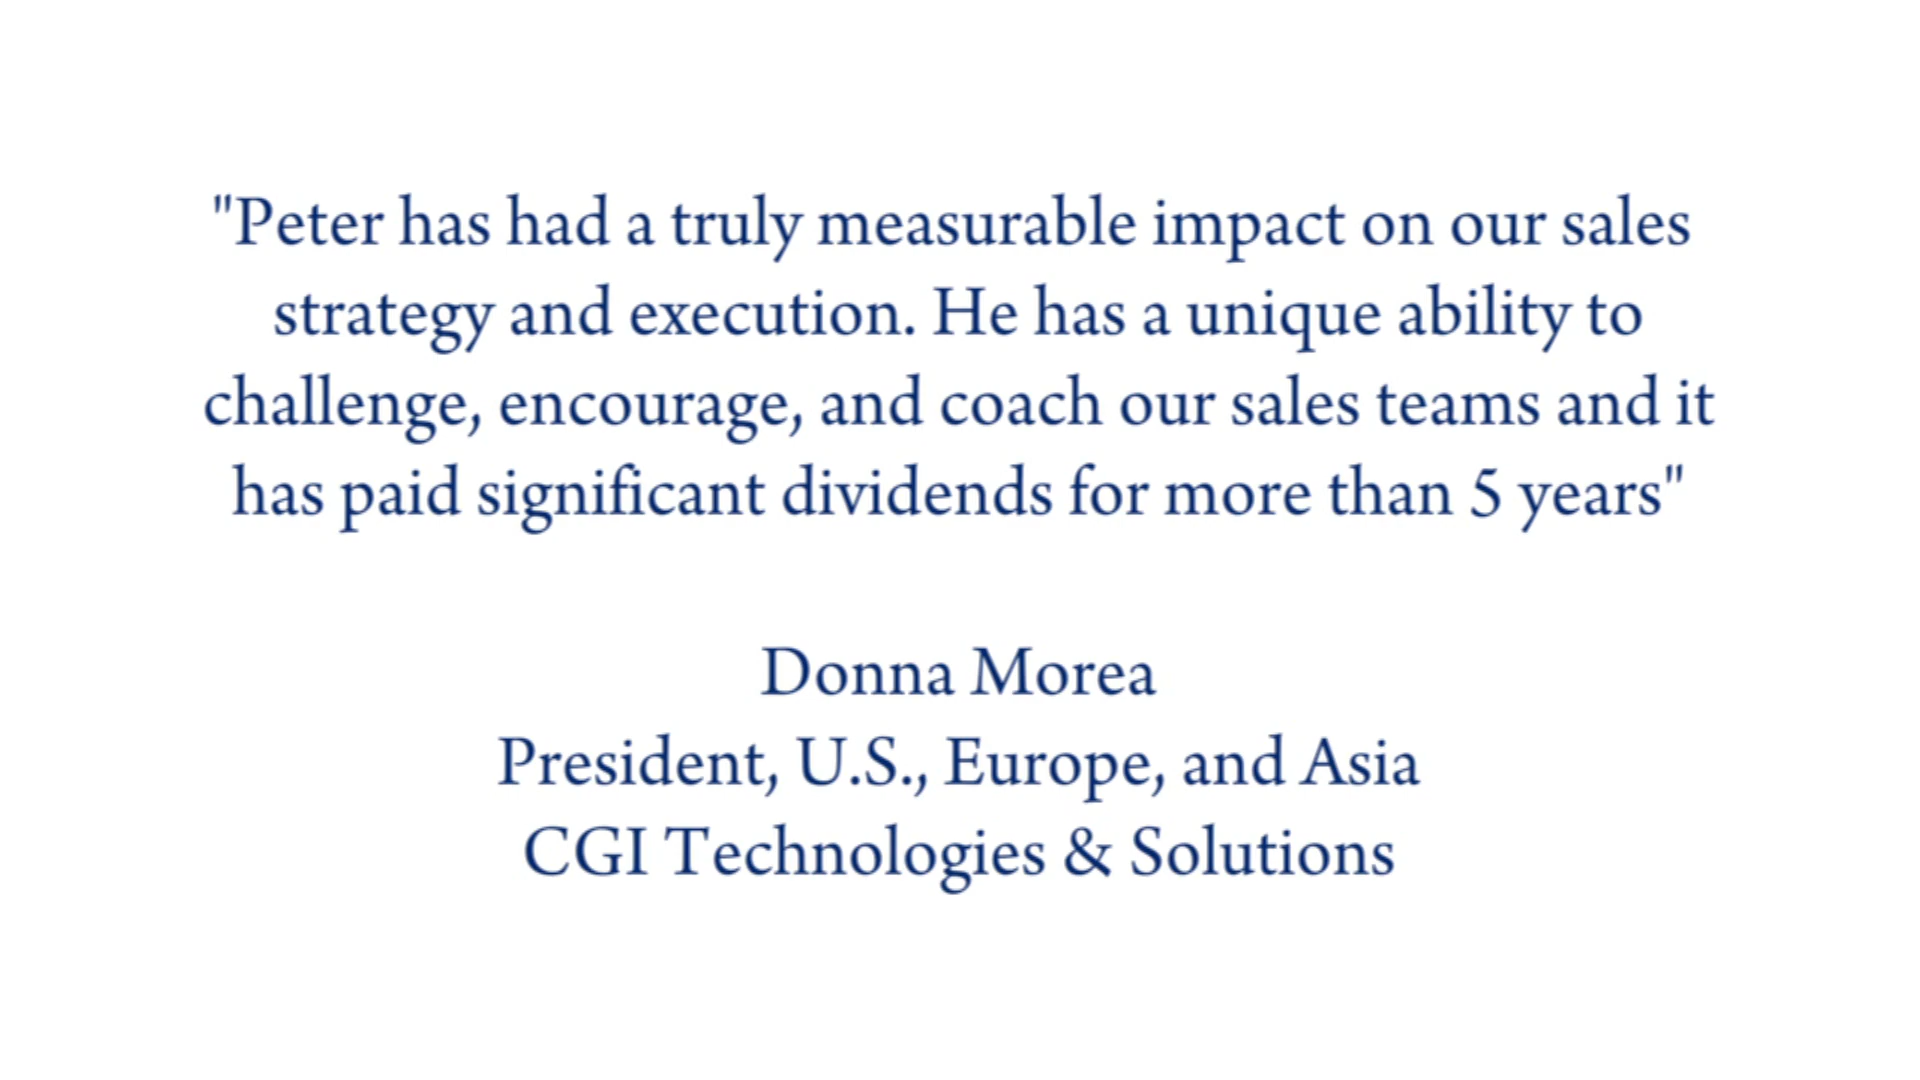 "Peter has had a truly measurable impact on our sales
strategy and execution. He has a unique ability to
challenge, encourage, and coach our sales teams and it
has paid significant dividends for more than 5 years"
Donna Morea
President, U.S., Europe, and Asia
CGI Technologies & Solutions